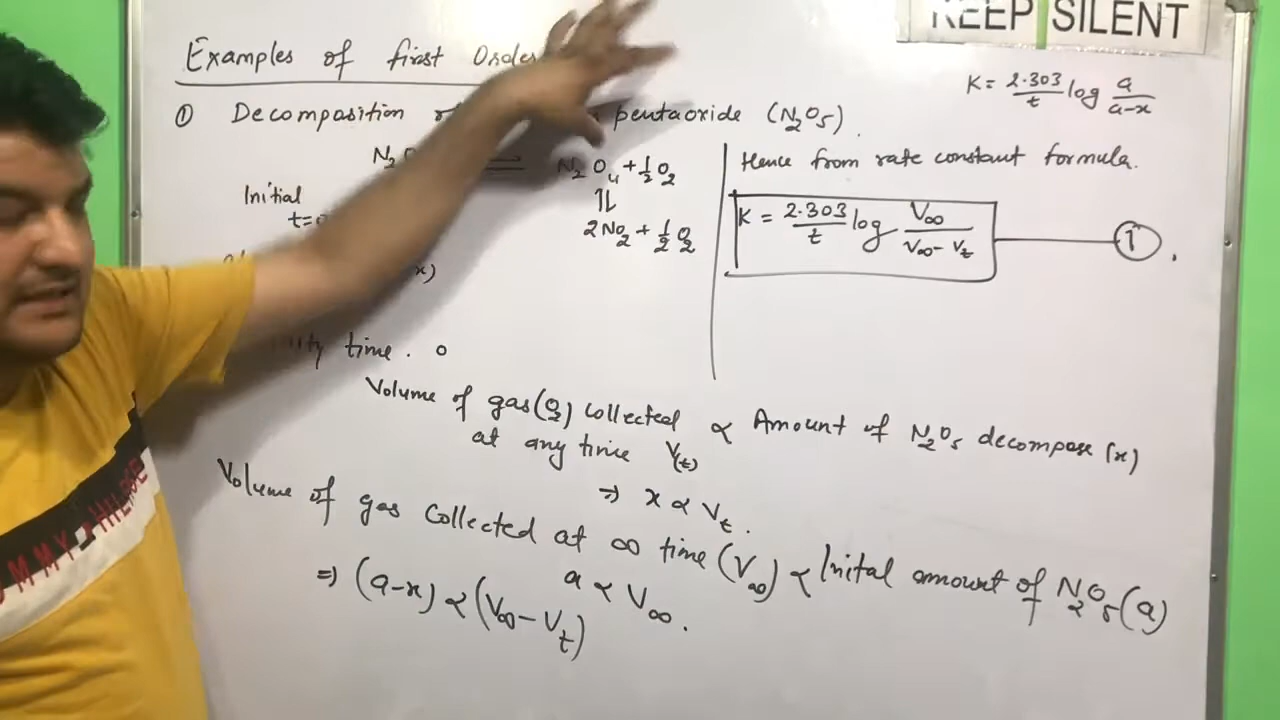 KEEP SILENT
Examples of first Order
K = 2.303/t log a/a-x
① Decomposition pentaoxide (N2O5).
N2O4 + 1/2 O2
Initial
⇅
t=0
2NO2 + 1/2 O2
x)
time. 0
Hence from rate constant formula.
K = 2.303/t log V∞/V∞ - Vt ①.
Volume of gas (O2) collected ∝ Amount of N2O5 decompose (x)
at any time V(t)
⇒ x ∝ Vt.
Volume of gas Collected at ∞ time (V∞) ∝ Inital amount of N2O5 (a)
a ∝ V∞.
⇒ (a-x) ∝ (V∞ - Vt)